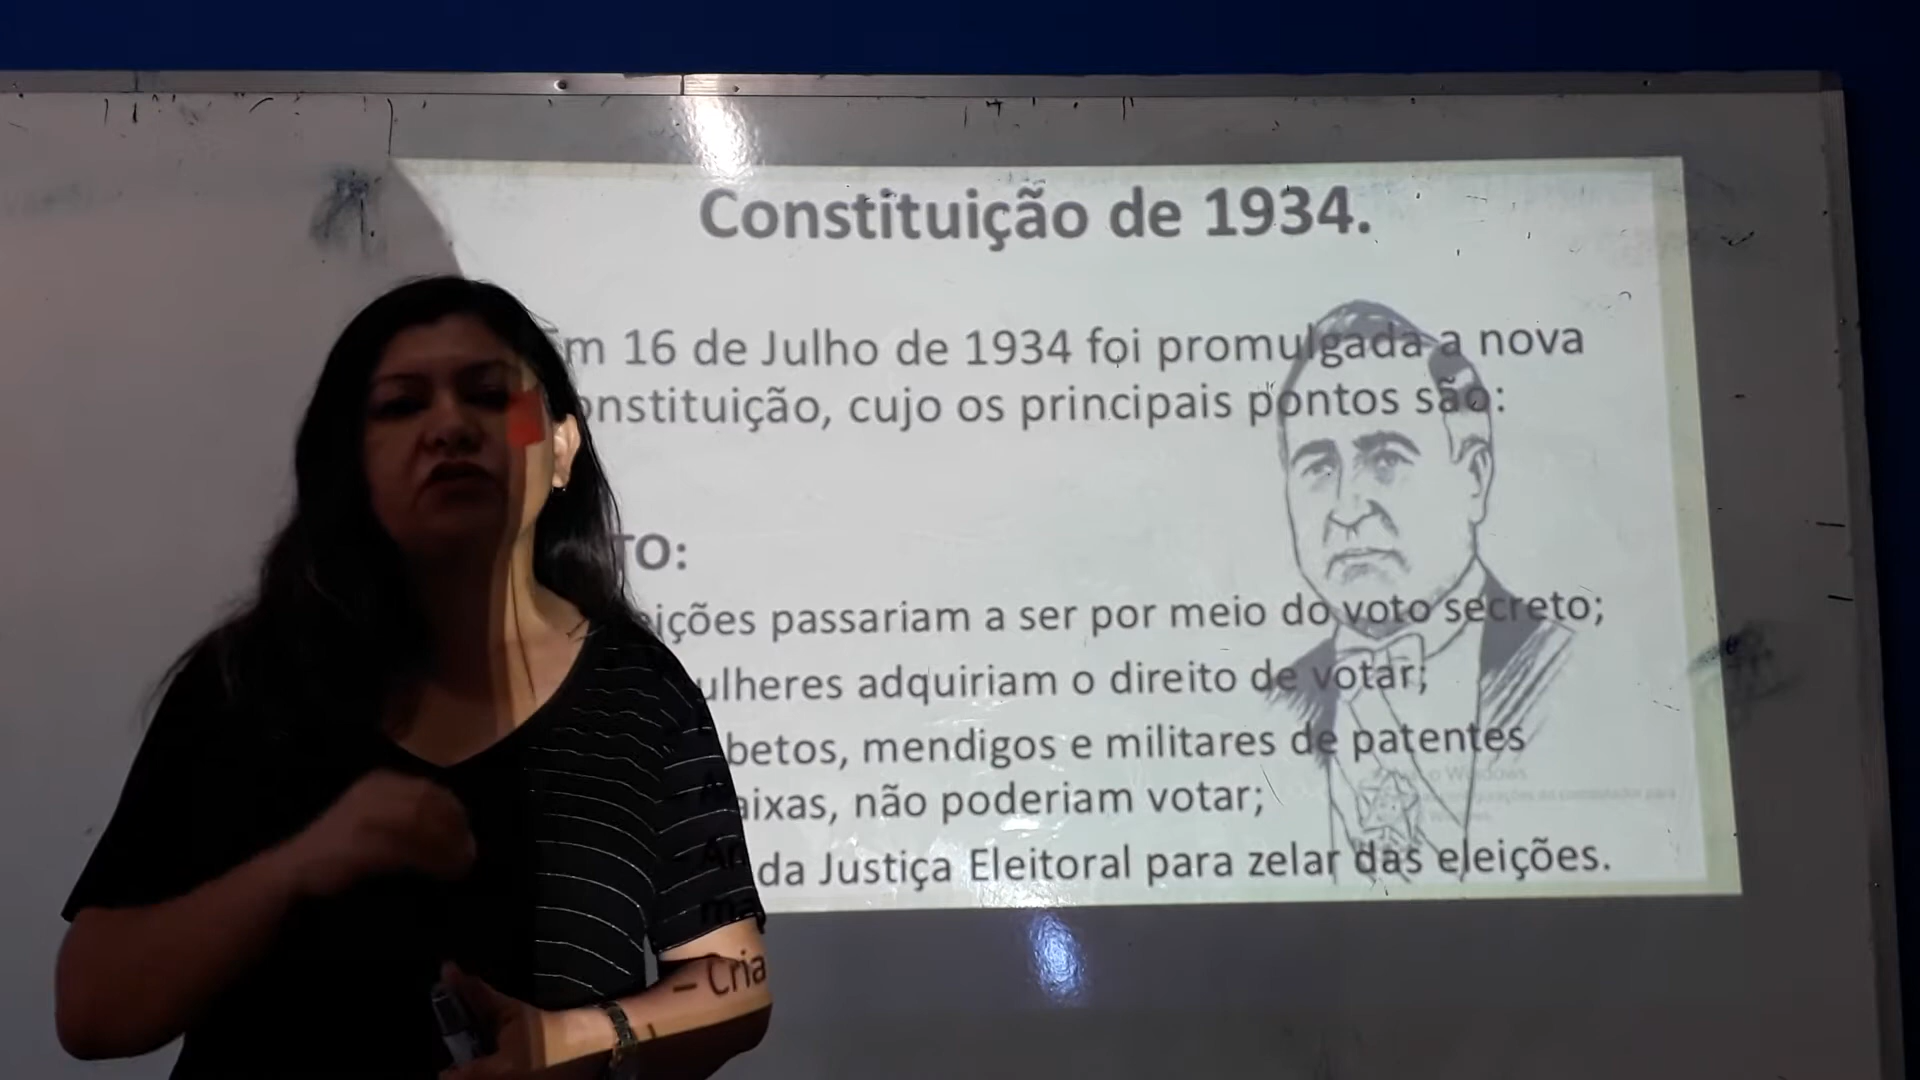 Constituição de 1934.
Em 16 de Julho de 1934 foi promulgada a nova
onstituição, cujo os principais pontos são:
TO:
eições passariam a ser por meio do voto secreto;
ulheres adquiriam o direito de votar;
betos, mendigos e militares de patentes
aixas, não poderiam votar;
– Cria da Justiça Eleitoral para zelar das eleições.